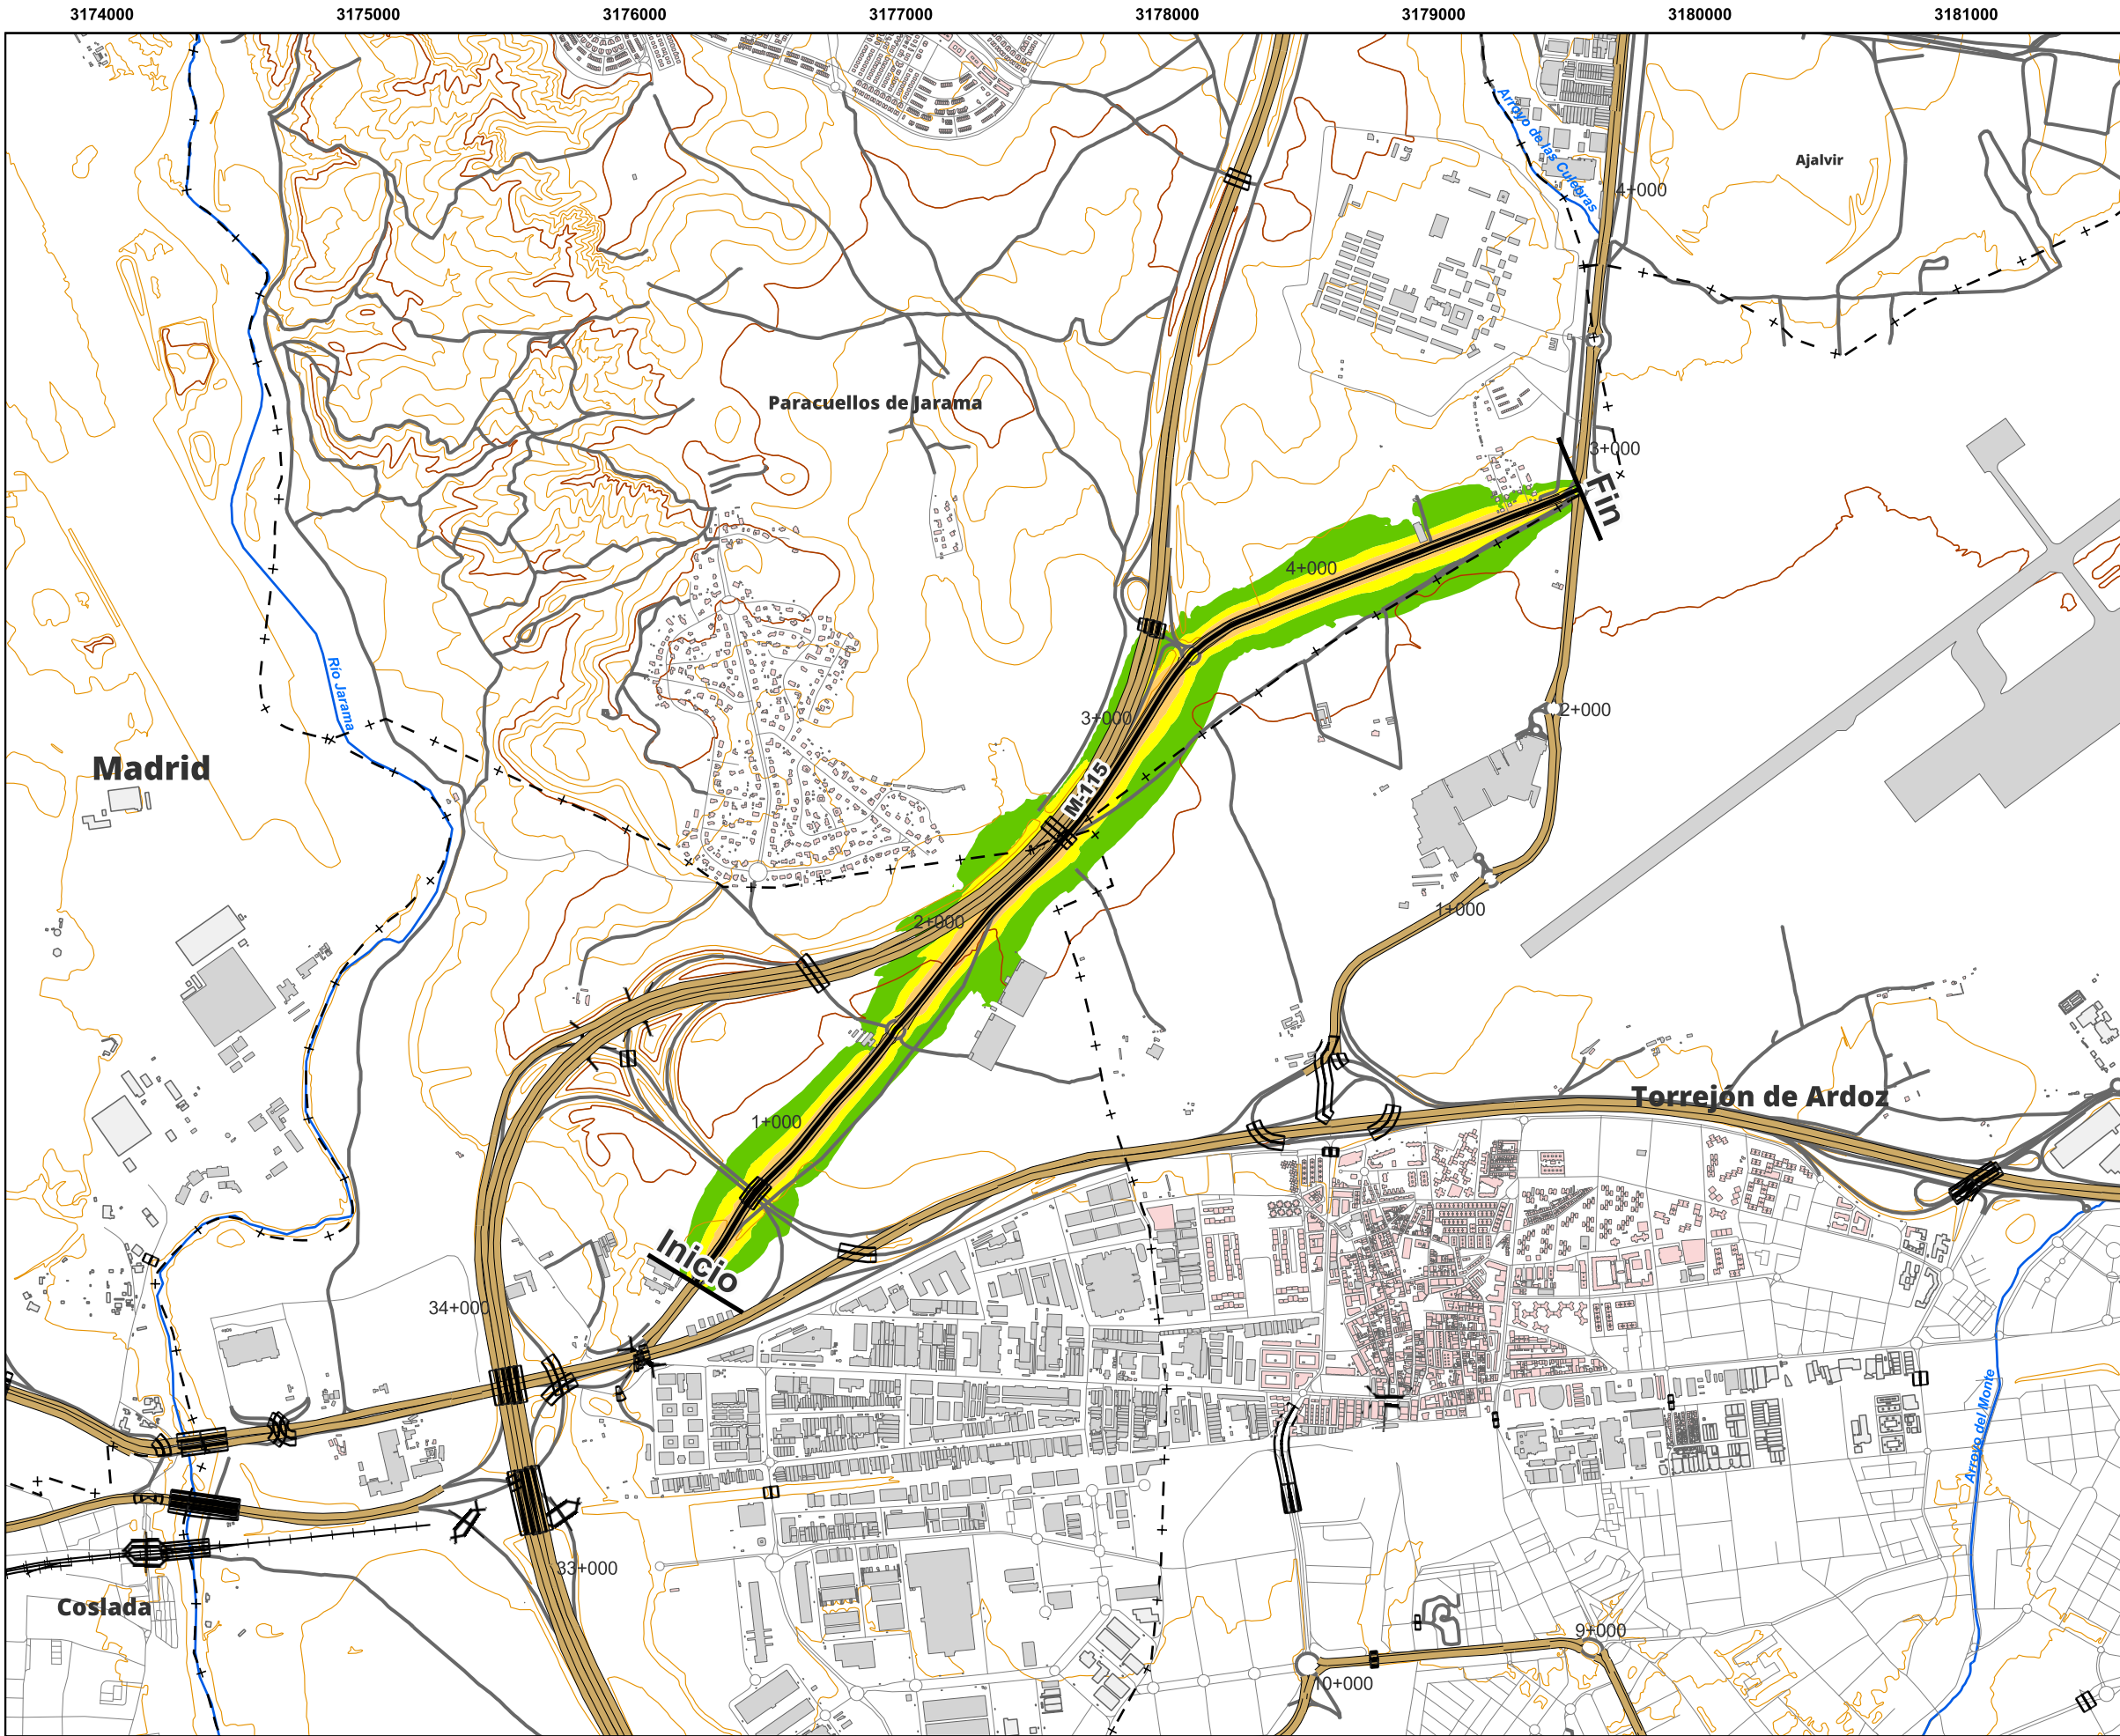 3174000 3175000 3176000 3177000 3178000 3179000 3180000 3181000
Arroyo de las Culebras
Ajalvir
4+000
Paracuellos de Jarama
3+000
Fin
4+000
Río Jarama
3+000
2+000
Madrid
M-115
2+000
1+000
1+000
Torrejón de Ardoz
Inicio
34+000
Arroyo del Monte
33+000
Coslada
9+000
10+000